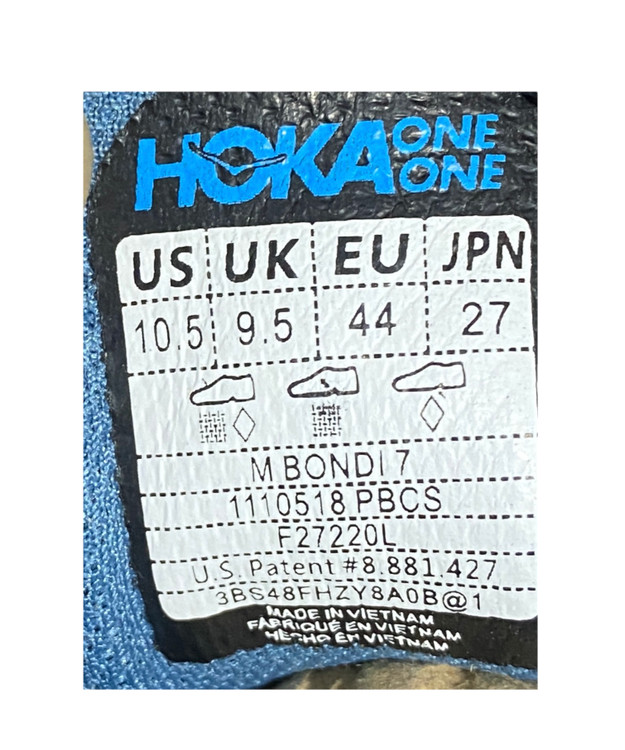 HOKA ONE ONE
US UK EU JPN
10.5 9.5 44 27
M BONDI 7
1110518 PBCS
F27220L
U.S. Patent #8.881.427
3BS48FHZY8A0B@1
MADE IN VIETNAM
FABRIQUÉ EN VIETNAM
HECHO EN VIETNAM